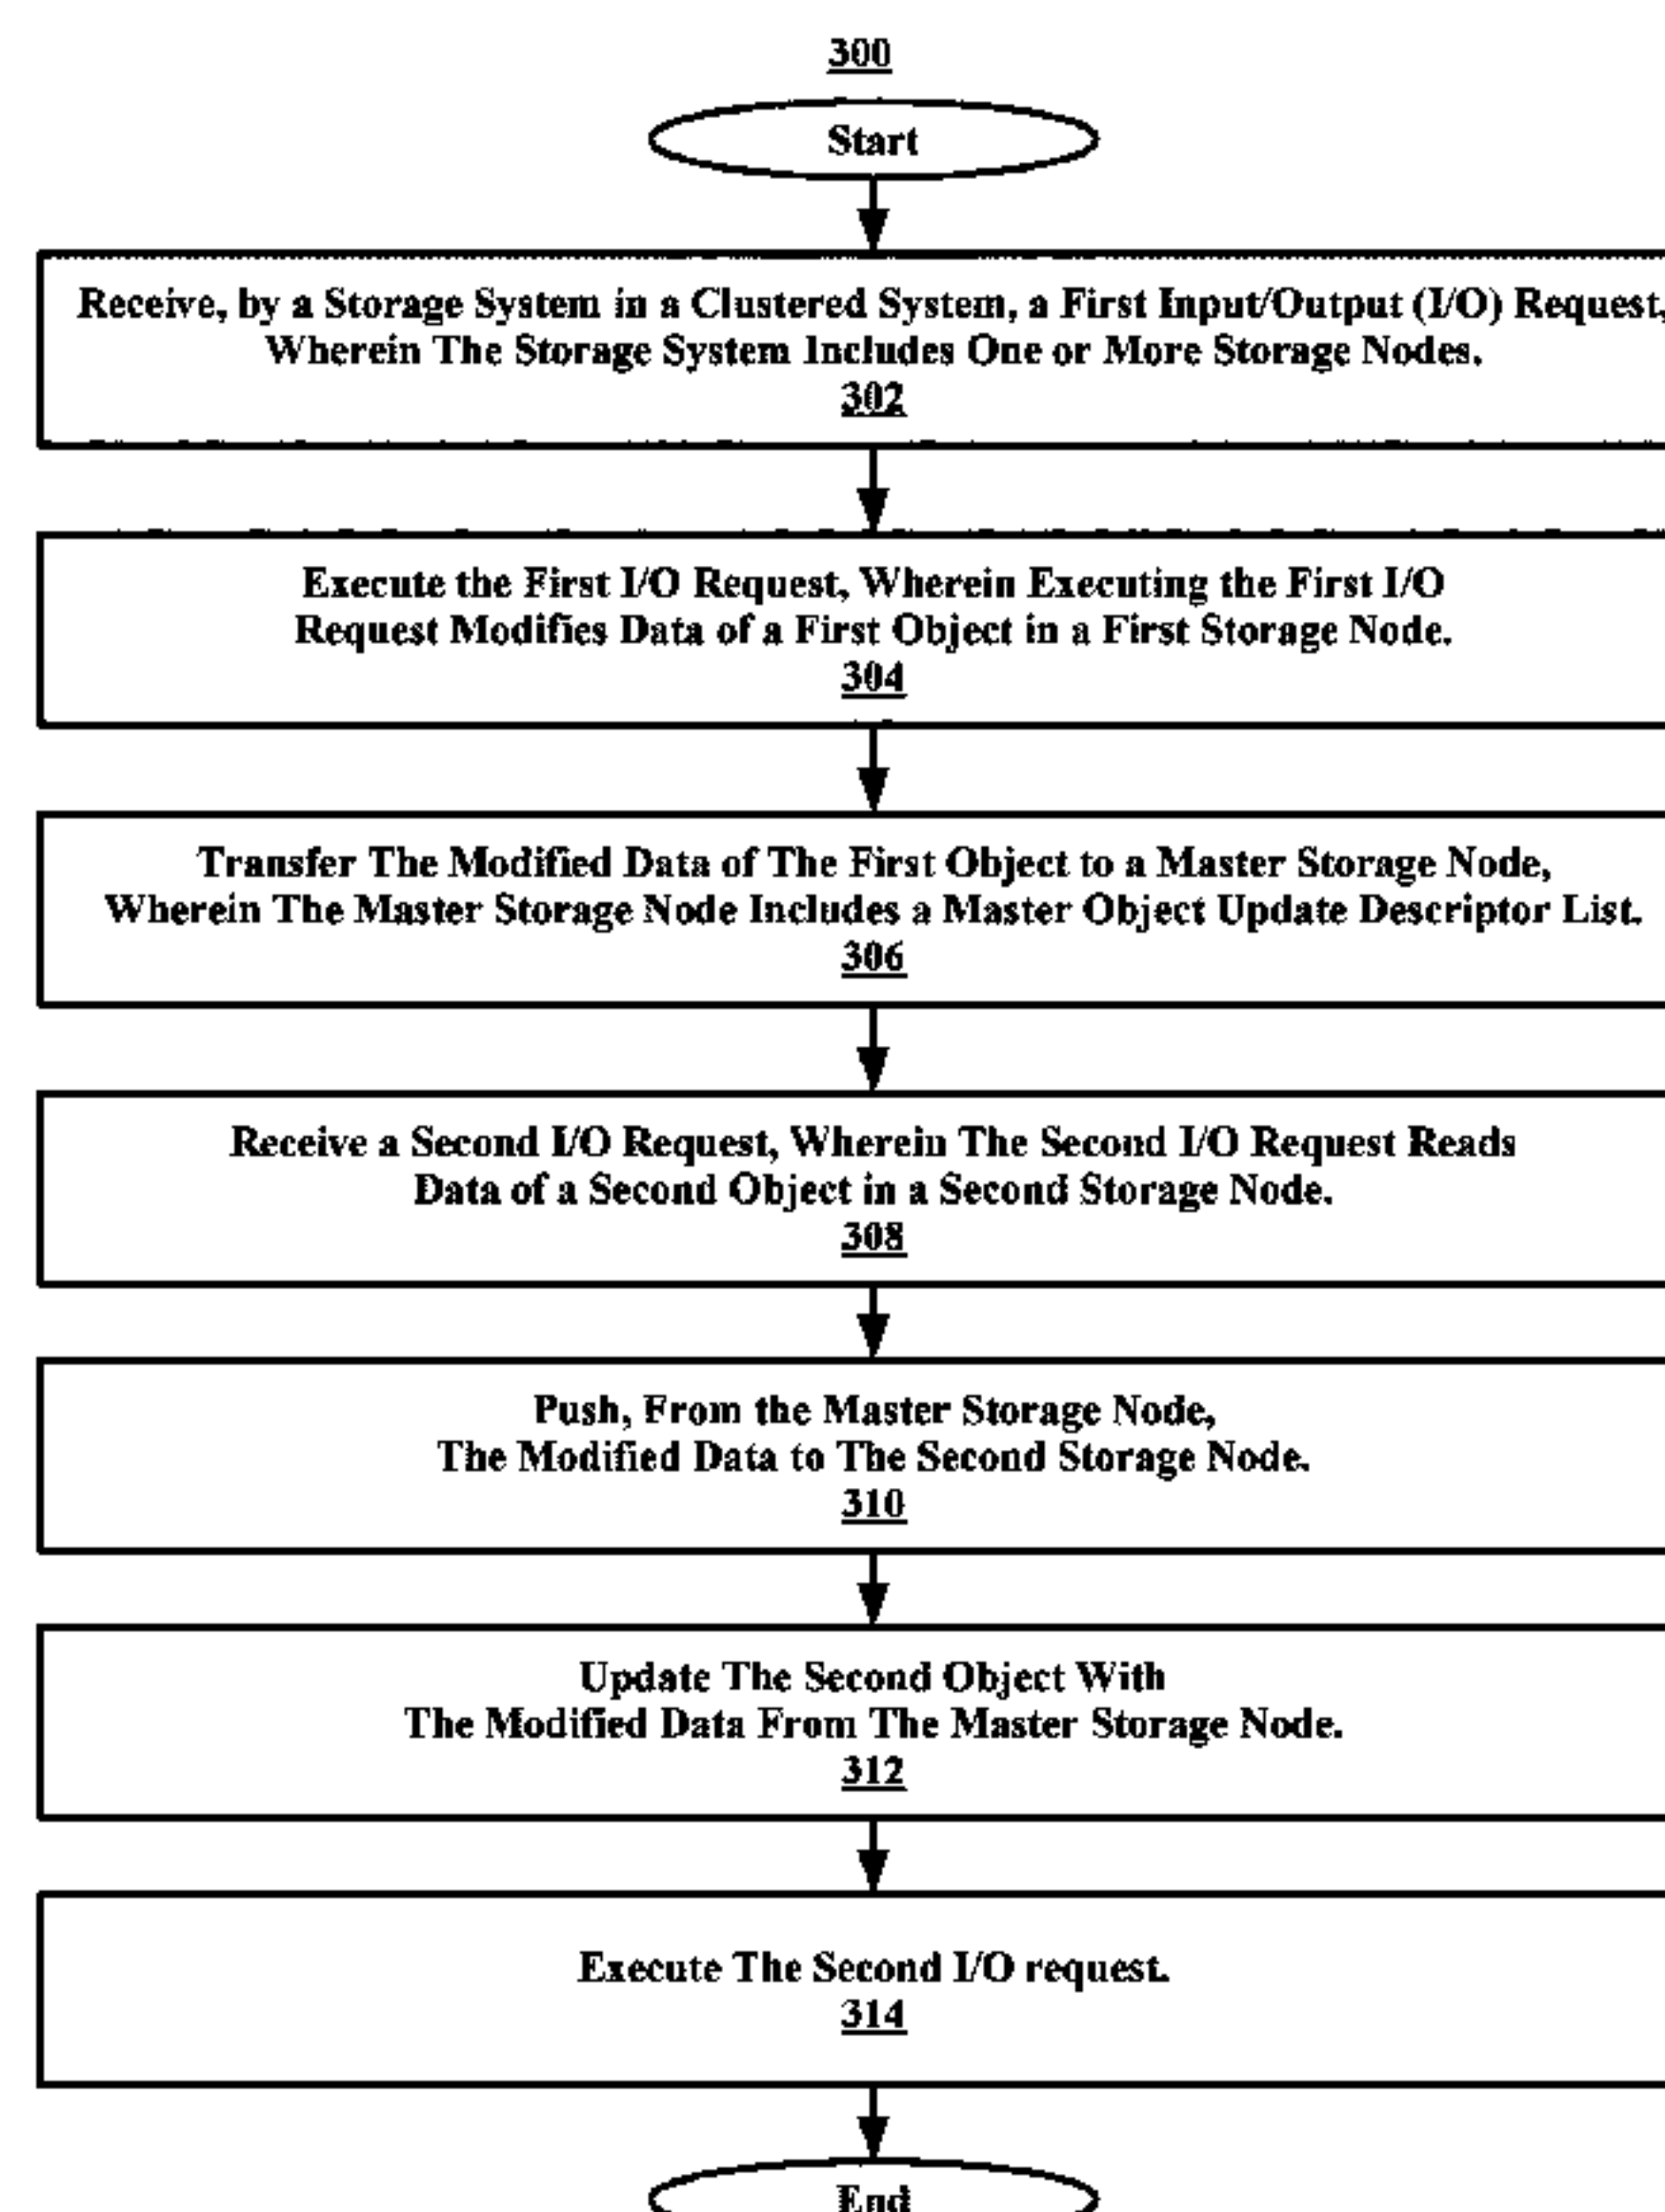 300
Start
Receive, by a Storage System in a Clustered System, a First Input/Output (I/O) Request,
Wherein The Storage System Includes One or More Storage Nodes.
302
Execute the First I/O Request, Wherein Executing the First I/O
Request Modifies Data of a First Object in a First Storage Node.
304
Transfer The Modified Data of The First Object to a Master Storage Node,
Wherein The Master Storage Node Includes a Master Object Update Descriptor List.
306
Receive a Second I/O Request, Wherein The Second I/O Request Reads
Data of a Second Object in a Second Storage Node.
308
Push, From the Master Storage Node,
The Modified Data to The Second Storage Node.
310
Update The Second Object With
The Modified Data From The Master Storage Node.
312
Execute The Second I/O request.
314
End